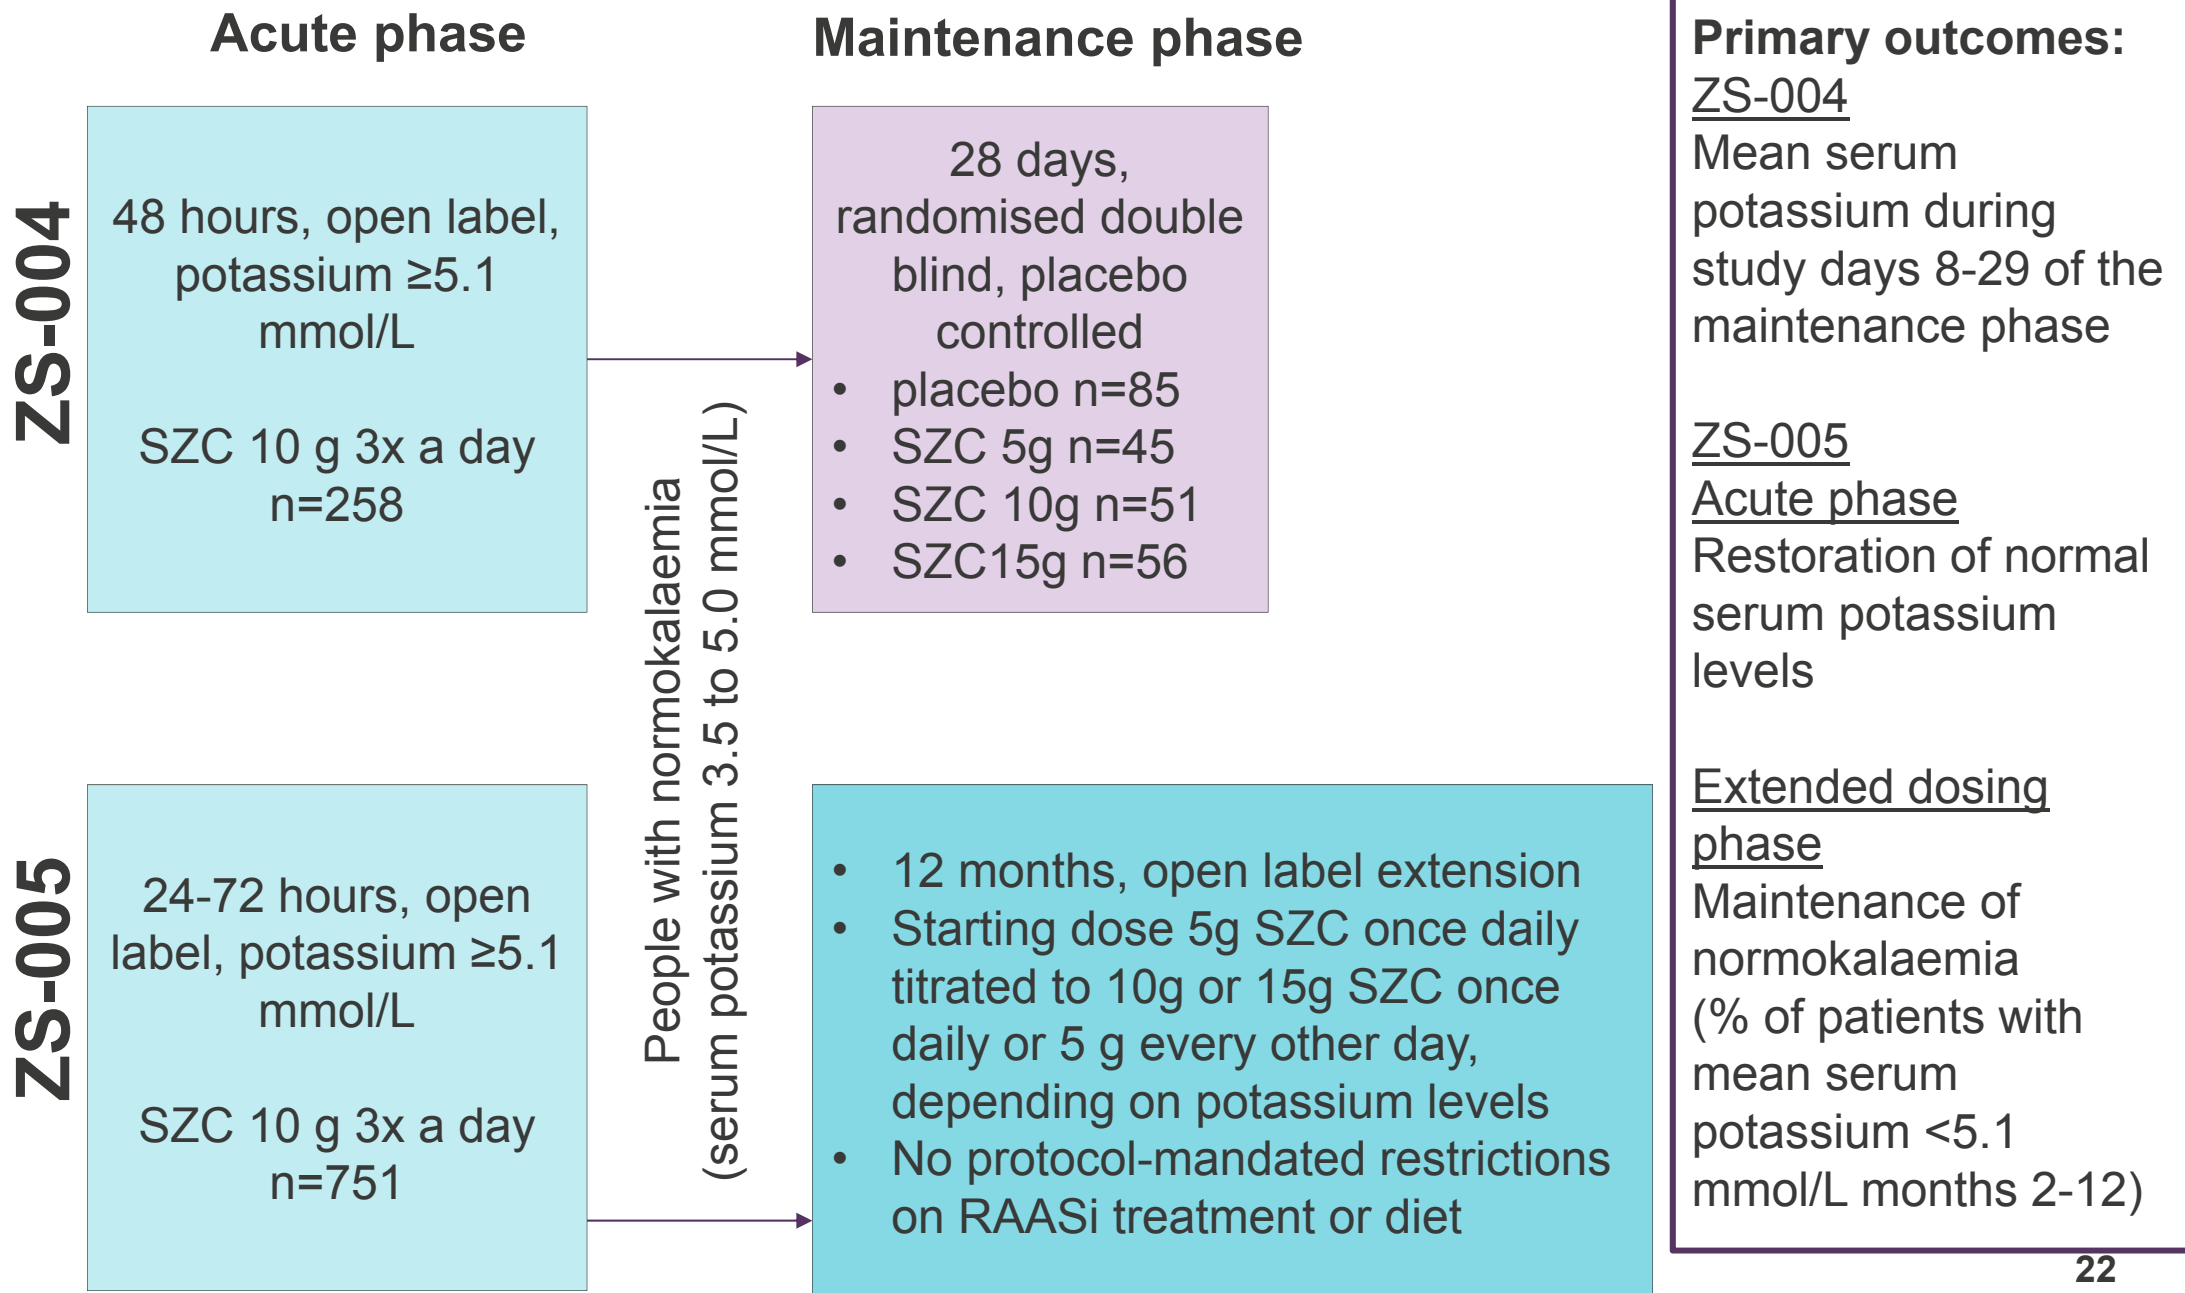 Acute phase
Maintenance phase
ZS-004
48 hours, open label,
potassium ≥5.1
mmol/L
SZC 10 g 3x a day
n=258
28 days,
randomised double
blind, placebo
controlled
• placebo n=85
• SZC 5g n=45
• SZC 10g n=51
• SZC15g n=56
People with normokalaemia
(serum potassium 3.5 to 5.0 mmol/L)
ZS-005
24-72 hours, open
label, potassium ≥5.1
mmol/L
SZC 10 g 3x a day
n=751
• 12 months, open label extension
• Starting dose 5g SZC once daily
titrated to 10g or 15g SZC once
daily or 5 g every other day,
depending on potassium levels
• No protocol-mandated restrictions
on RAASi treatment or diet
Primary outcomes:
ZS-004
Mean serum
potassium during
study days 8-29 of the
maintenance phase
ZS-005
Acute phase
Restoration of normal
serum potassium
levels
Extended dosing
phase
Maintenance of
normokalaemia
(% of patients with
mean serum
potassium <5.1
mmol/L months 2-12)
22